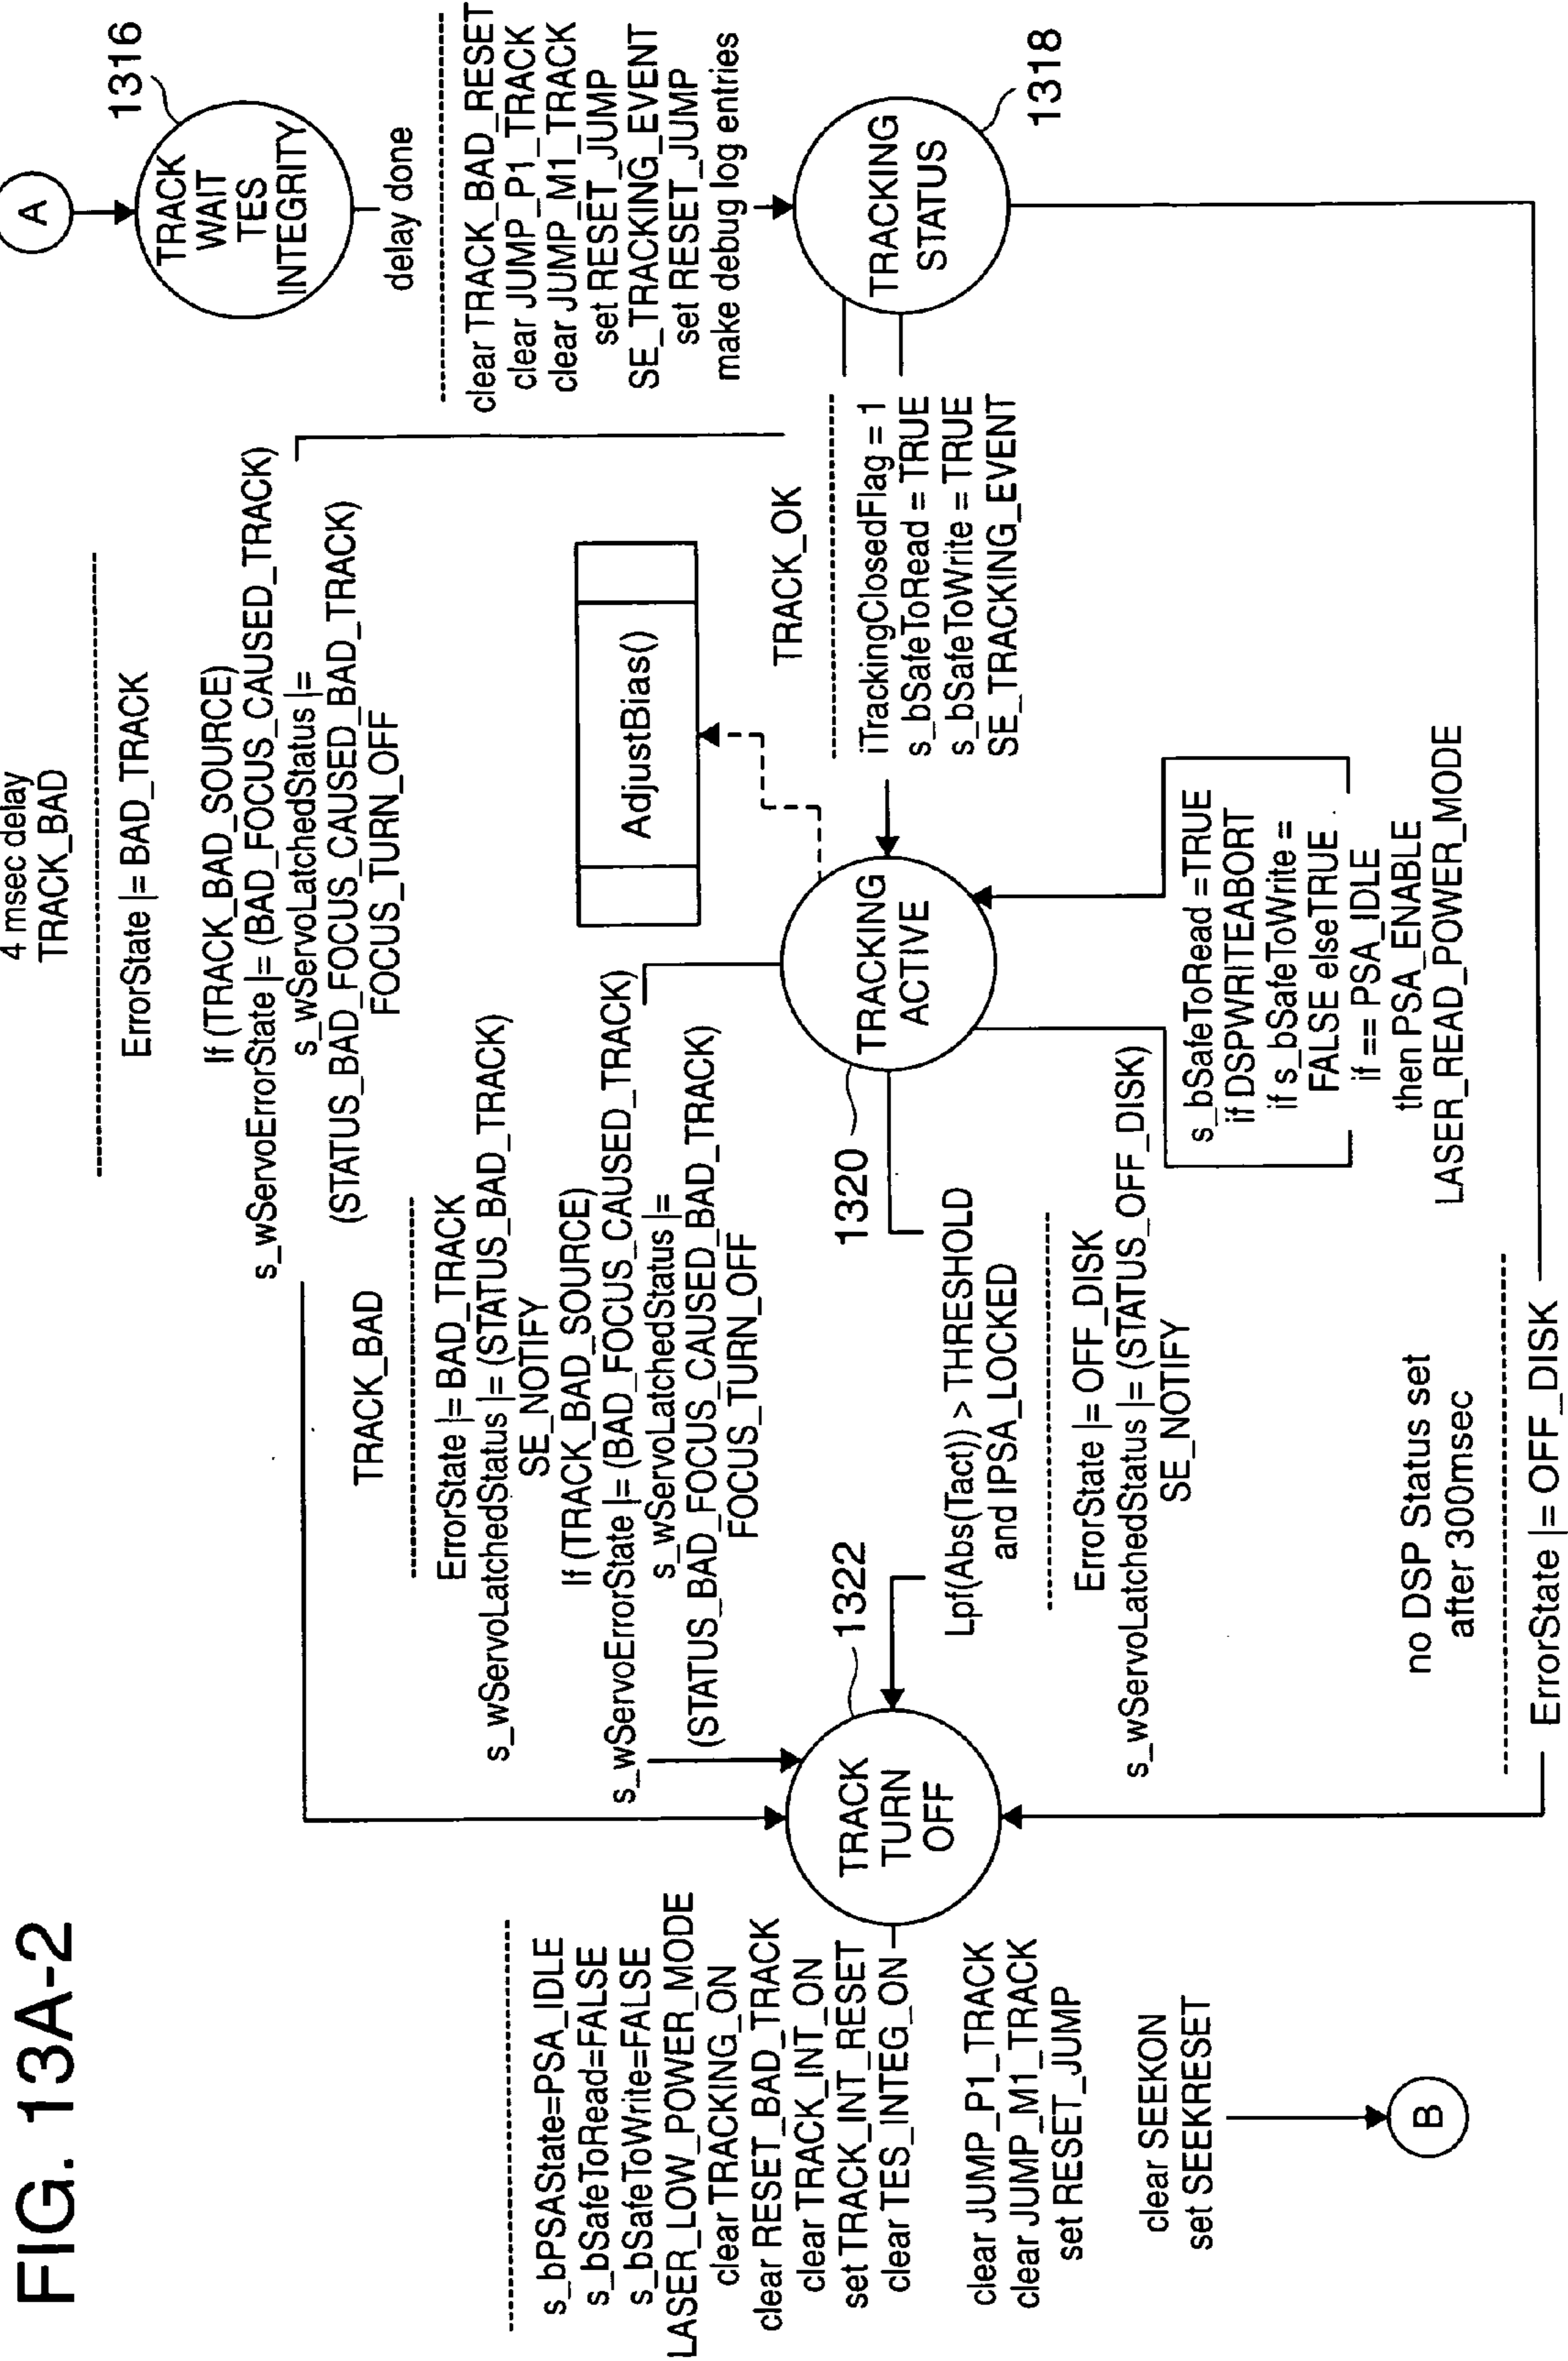 FIG. 13A-2
A
TRACK
WAIT
TES
INTEGRITY
1316
delay done
clear TRACK_BAD_RESET
clear JUMP_P1_TRACK
clear JUMP_M1_TRACK
set RESET_JUMP
SE_TRACKING_EVENT
set RESET_JUMP
make debug log entries
TRACKING
STATUS
1318
4 msec delay
TRACK_BAD
ErrorState |= BAD_TRACK
If (TRACK_BAD_SOURCE)
s_wServoErrorState |= (BAD_FOCUS_CAUSED_TRACK)
s_wServoLatchedStatus |=
(STATUS_BAD_FOCUS_CAUSED_BAD_TRACK)
FOCUS_TURN_OFF
TRACK_OK
iTrackingClosedFlag = 1
s_bSafeToRead = TRUE
s_bSafeToWrite = TRUE
SE_TRACKING_EVENT
AdjustBias()
TRACKING
ACTIVE
1320
s_bSafeToRead =TRUE
if DSPWRITEABORT
if s_bSafeToWrite =
FALSE elseTRUE
if == PSA_IDLE
then PSA_ENABLE
LASER_READ_POWER_MODE
TRACK_BAD
ErrorState |= BAD_TRACK
s_wServoLatchedStatus |= (STATUS_BAD_TRACK)
SE_NOTIFY
If (TRACK_BAD_SOURCE)
s_wServoErrorState |= (BAD_FOCUS_CAUSED_TRACK)
s_wServoLatchedStatus |=
(STATUS_BAD_FOCUS_CAUSED_BAD_TRACK)
FOCUS_TURN_OFF
Lpf(Abs(Tact)) > THRESHOLD
and IPSA_LOCKED
ErrorState |= OFF_DISK
s_wServoLatchedStatus |= (STATUS_OFF_DISK)
SE_NOTIFY
no DSP Status set
after 300msec
ErrorState |= OFF_DISK
TRACK
TURN
OFF
1322
s_bPSAState=PSA_IDLE
s_bSafeToRead=FALSE
s_bSafeToWrite=FALSE
LASER_LOW_POWER_MODE
clear TRACKING_ON
clear RESET_BAD_TRACK
clear TRACK_INT_ON
set TRACK_INT_RESET
clear TES_INTEG_ON
clear JUMP_P1_TRACK
clear JUMP_M1_TRACK
set RESET_JUMP
clear SEEKON
set SEEKRESET
B